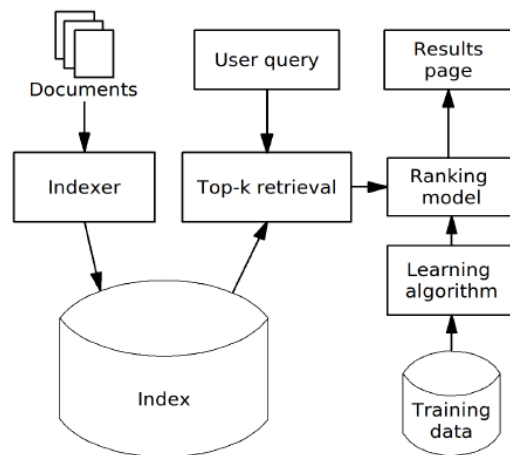 Documents
User query
Results
page
Indexer
Top-k retrieval
Ranking
model
Learning
algorithm
Index
Training
data